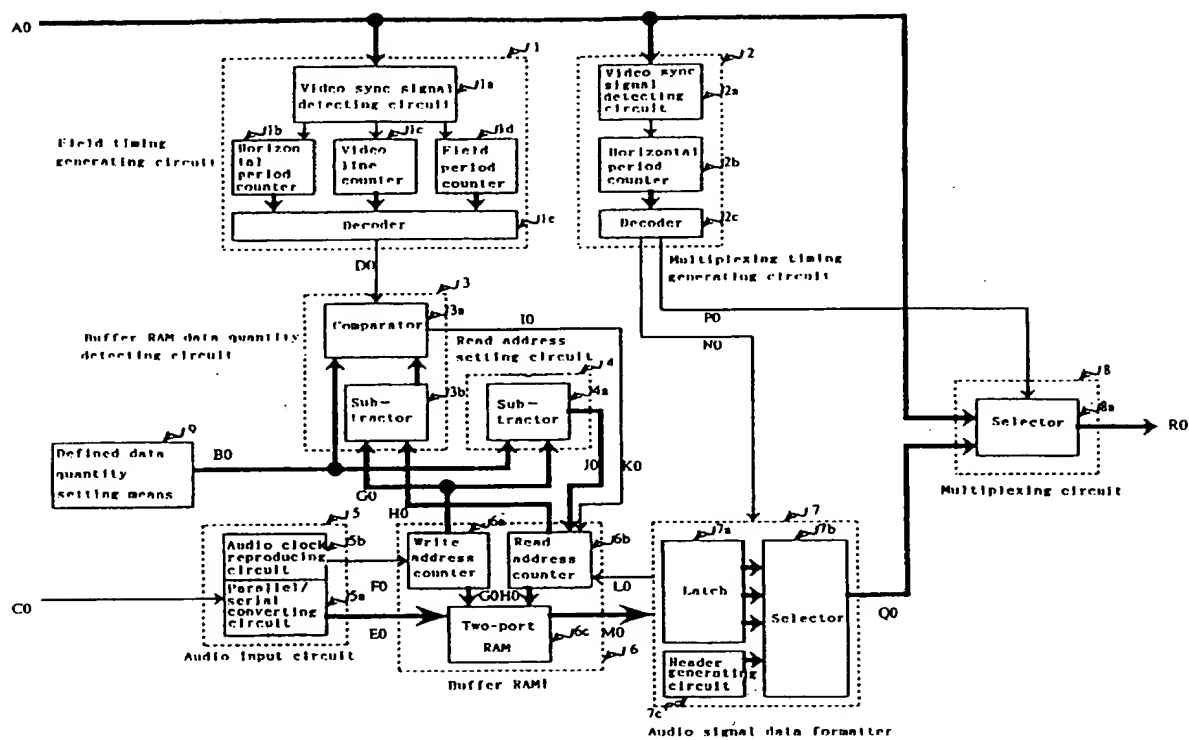 A0
1
Video sync signal
detecting circuit
1a
Field timing
generating circuit
1b
Horizon
tal
period
counter
1c
Video
line
counter
1d
Field
period
counter
Decoder
1e
D0
2
Video sync
signal
detecting
circuit
2a
Horizontal
period
counter
2b
Decoder
2c
Multiplexing timing
generating circuit
P0
N0
3
Comparator
3a
Buffer RAM data quantity
detecting circuit
Sub-
tractor
3b
I0
Read address
setting circuit
4
Sub-
tractor
4a
J0
K0
8
Selector
8a
R0
Multiplexing circuit
9
Defined data
quantity
setting means
B0
G0
H0
5
Audio clock
reproducing
circuit
5b
Parallel/
serial
converting
circuit
5a
C0
F0
E0
Audio input circuit
6a
Write
address
counter
Read
address
counter
6b
G0
H0
L0
Two-port
RAM
6c
M0
6
Buffer RAM
7
7a
Latch
7b
Selector
Header
generating
circuit
7c
Q0
Audio signal data formatter